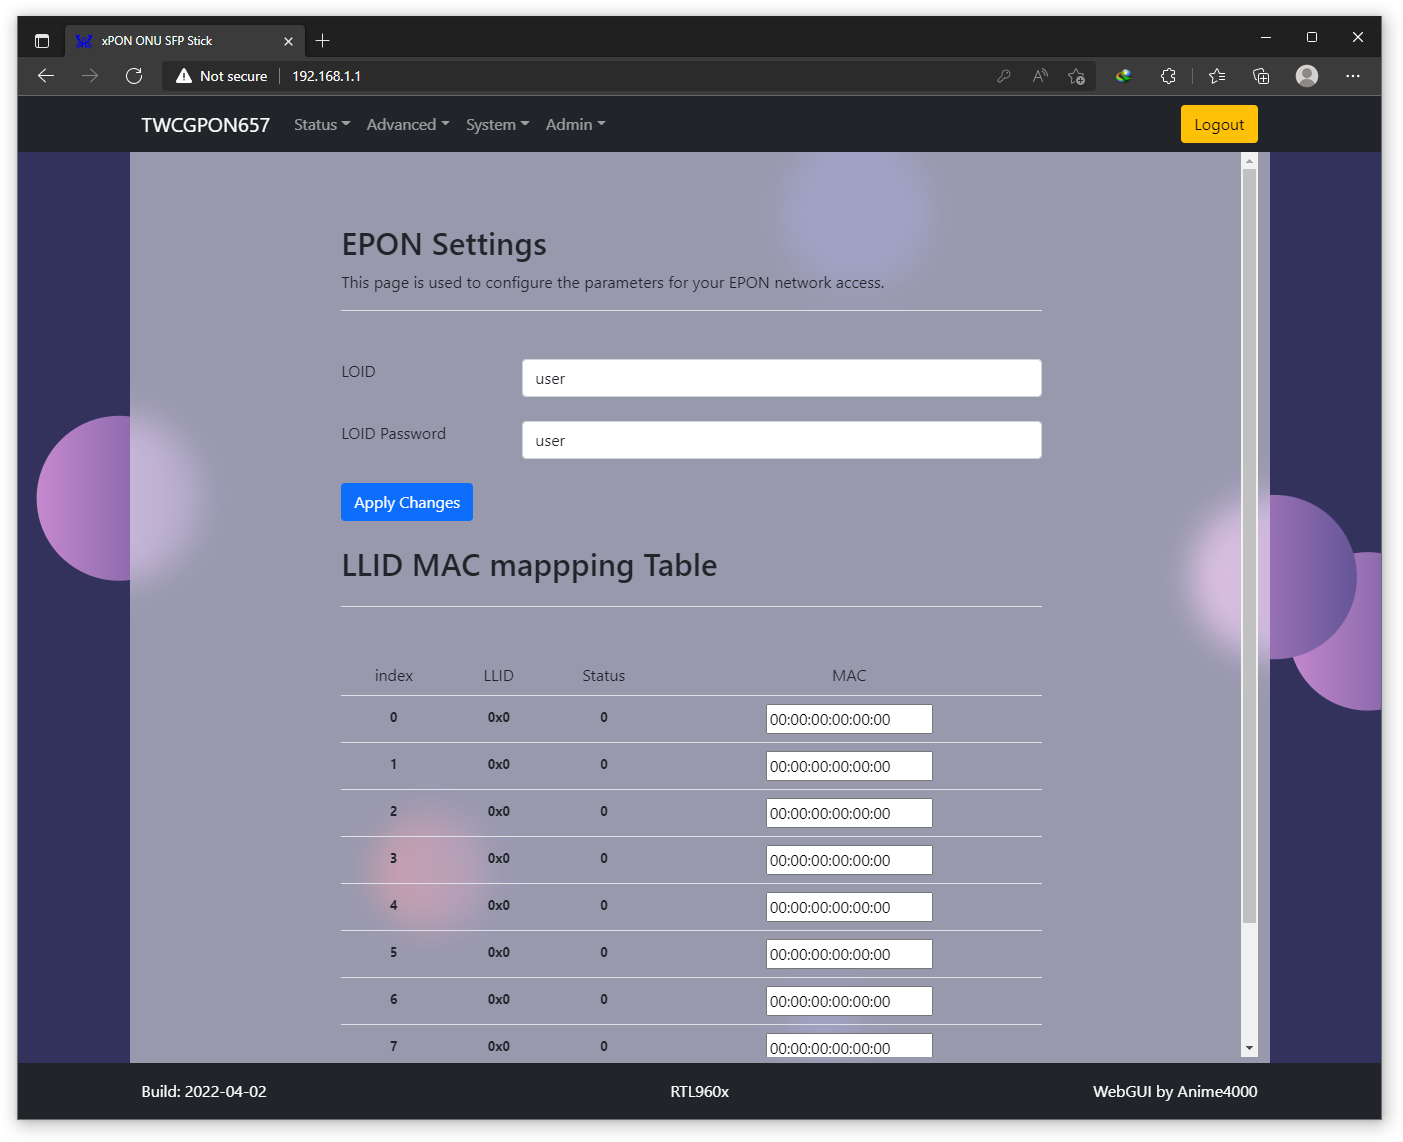 xPON ONU SFP Stick
Not secure 192.168.1.1
TWCGPON657 Status Advanced System Admin Logout
EPON Settings
This page is used to configure the parameters for your EPON network access.
LOID user
LOID Password user
Apply Changes
LLID MAC mappping Table
index LLID Status MAC
0 0x0 0 00:00:00:00:00:00
1 0x0 0 00:00:00:00:00:00
2 0x0 0 00:00:00:00:00:00
3 0x0 0 00:00:00:00:00:00
4 0x0 0 00:00:00:00:00:00
5 0x0 0 00:00:00:00:00:00
6 0x0 0 00:00:00:00:00:00
7 0x0 0 00:00:00:00:00:00
Build: 2022-04-02 RTL960x WebGUI by Anime4000